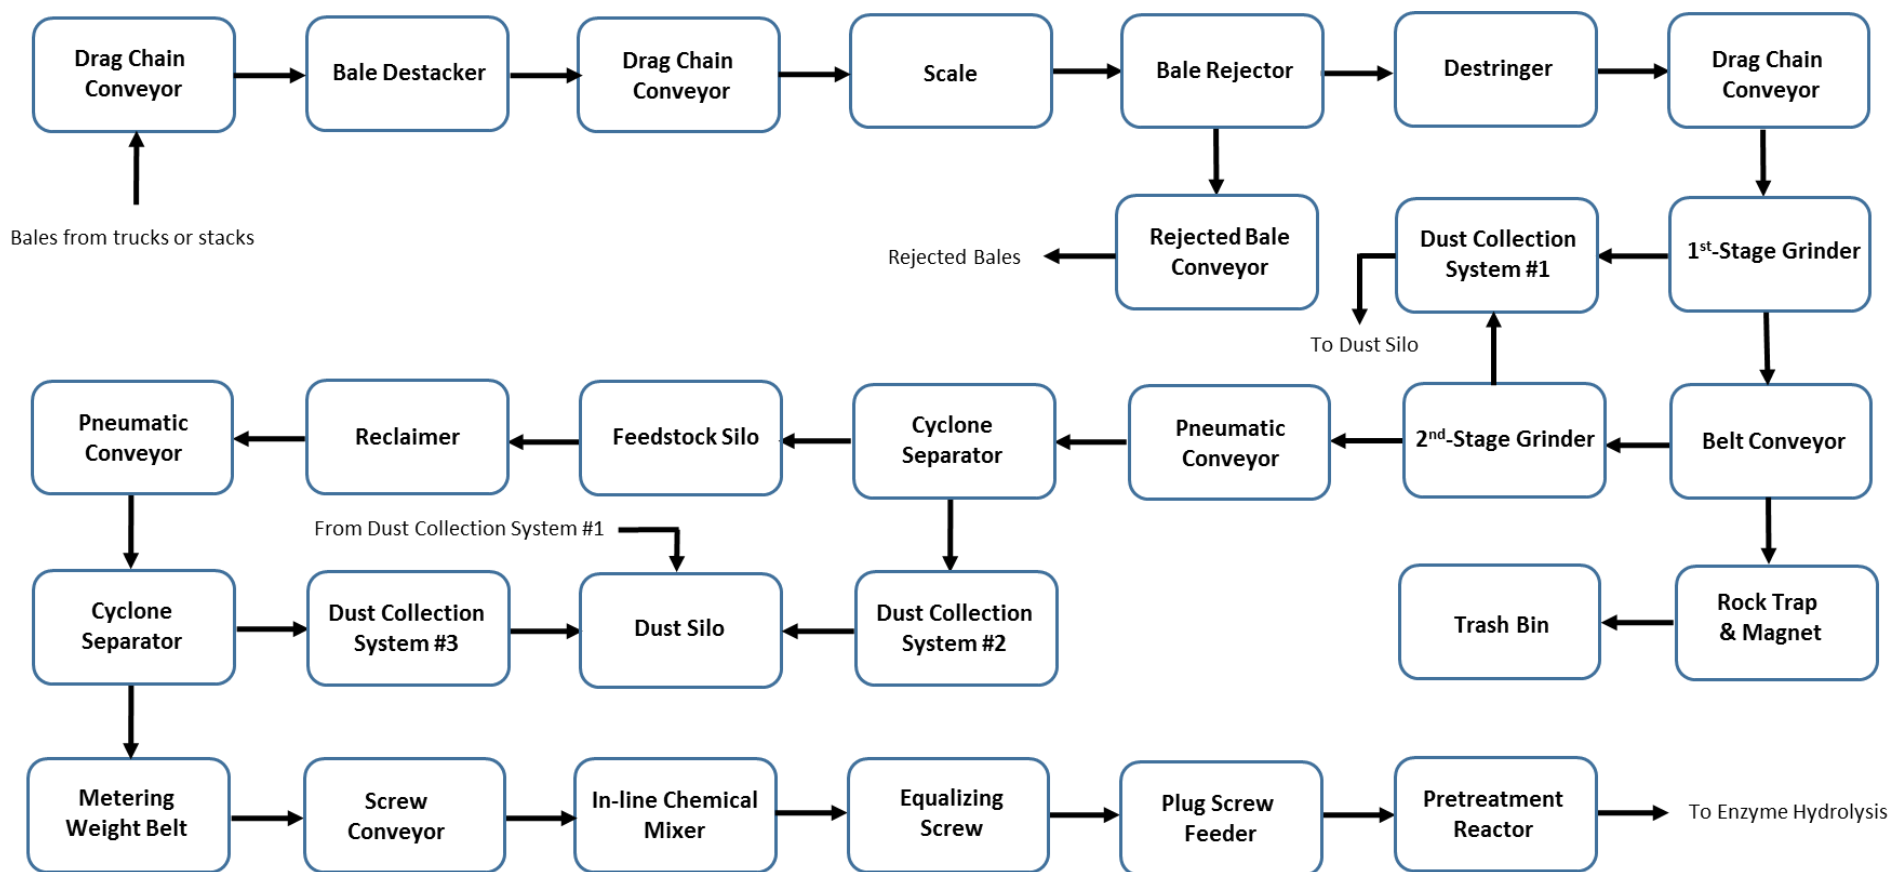 Drag Chain
Conveyor
Bale Destacker
Drag Chain
Conveyor
Scale
Bale Rejector
Destringer
Drag Chain
Conveyor
Bales from trucks or stacks
Rejected Bales
Rejected Bale
Conveyor
Dust Collection
System #1
1st-Stage Grinder
To Dust Silo
Pneumatic
Conveyor
Reclaimer
Feedstock Silo
Cyclone
Separator
Pneumatic
Conveyor
2nd-Stage Grinder
Belt Conveyor
From Dust Collection System #1
Cyclone
Separator
Dust Collection
System #3
Dust Silo
Dust Collection
System #2
Trash Bin
Rock Trap
& Magnet
Metering
Weight Belt
Screw
Conveyor
In-line Chemical
Mixer
Equalizing
Screw
Plug Screw
Feeder
Pretreatment
Reactor
To Enzyme Hydrolysis